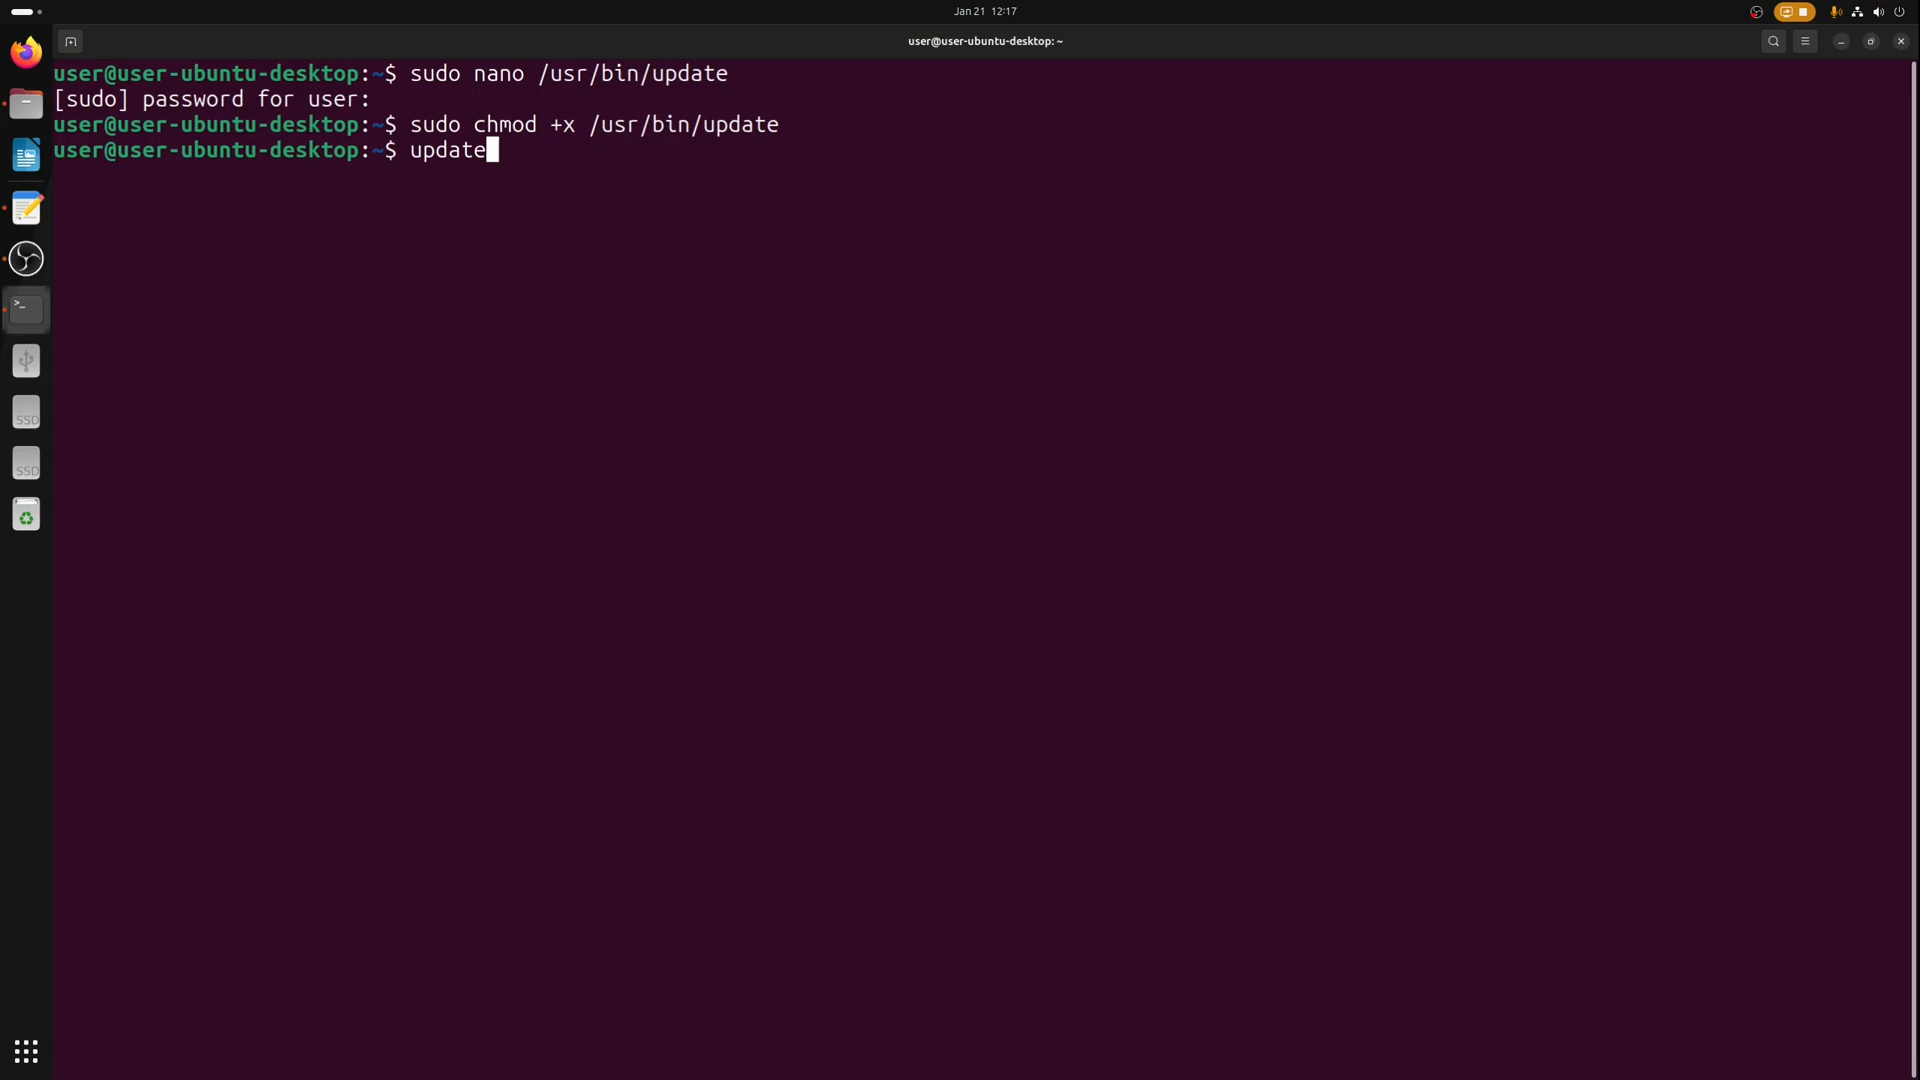 Jan 21 12:17
user@user-ubuntu-desktop: ~
user@user-ubuntu-desktop:~$ sudo nano /usr/bin/update
[sudo] password for user:
user@user-ubuntu-desktop:~$ sudo chmod +x /usr/bin/update
user@user-ubuntu-desktop:~$ update
>_
SSD
SSD